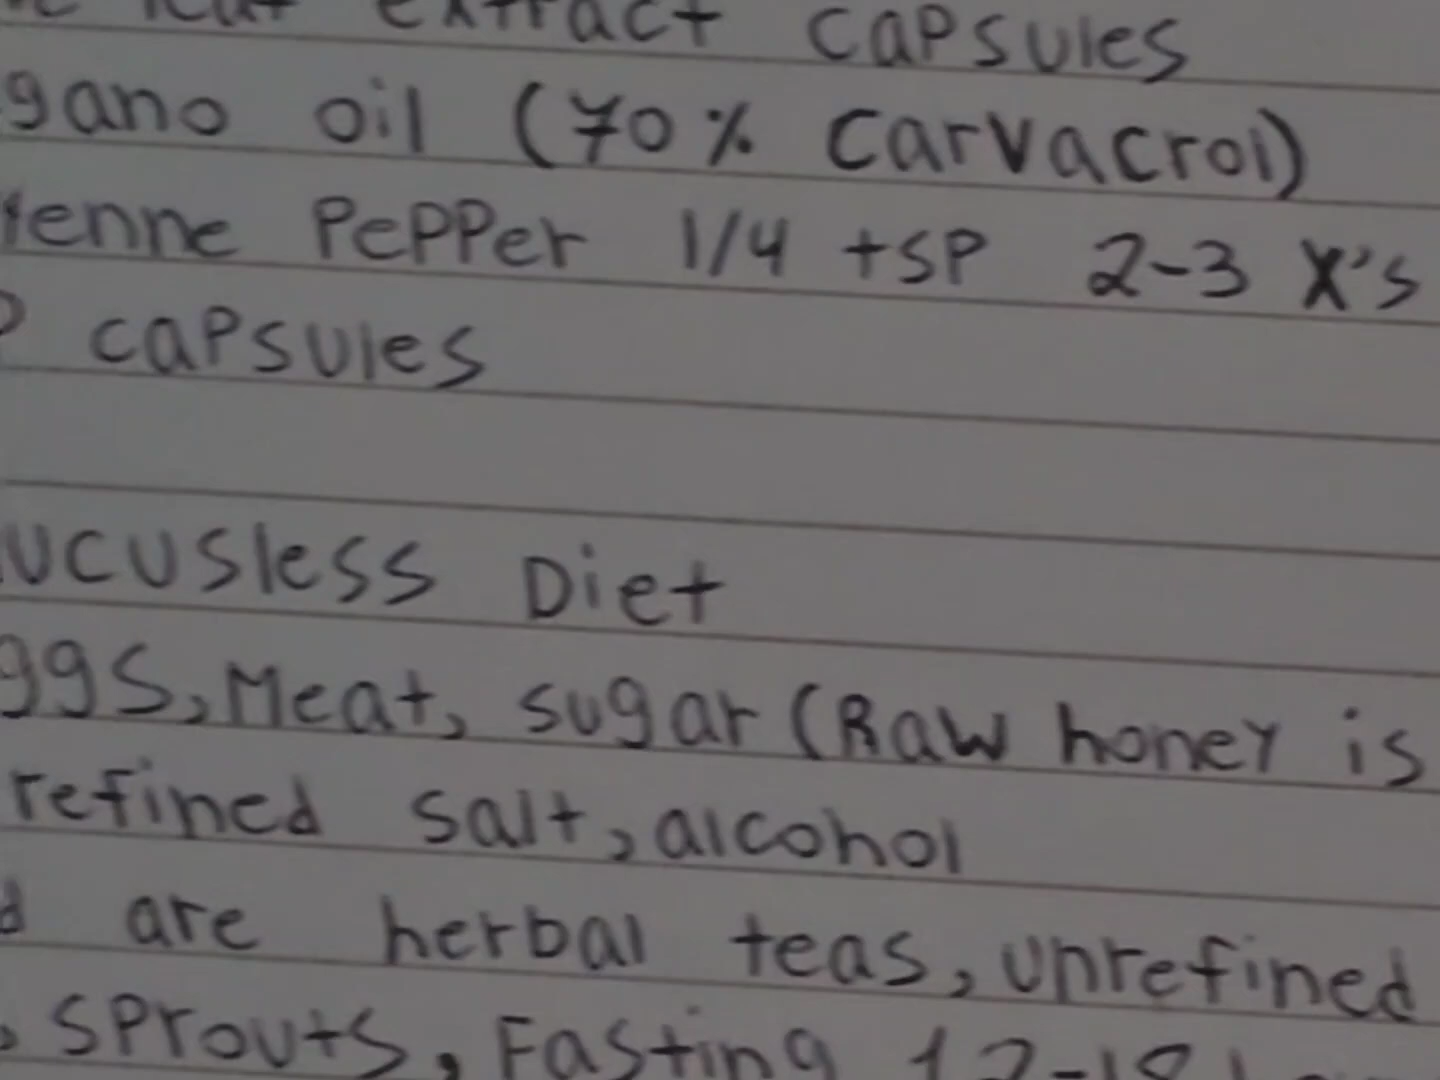 extract capsules
gano oil (70% Carvacrol)
enne PePPer 1/4 tsp 2-3 X's
capsules
ucusless Diet
ggs, Meat, sugar (Raw honey is
refined salt, alcohol
d are herbal teas, unrefined
, sprouts, Fasting